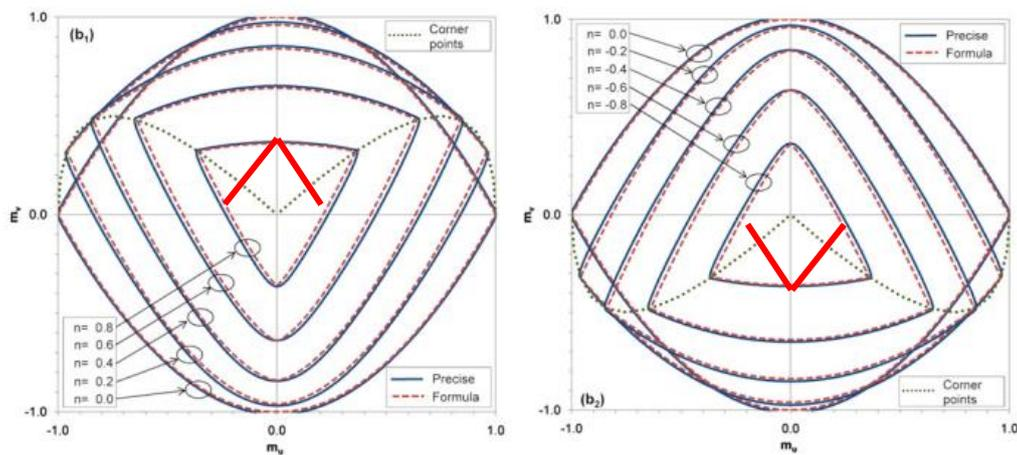 (b1)
Corner
points
1.0
0.0
-1.0
mv
n= 0.8
n= 0.6
n= 0.4
n= 0.2
n= 0.0
Precise
Formula
-1.0
0.0
1.0
mu
1.0
0.0
-1.0
mv
n= 0.0
n= -0.2
n= -0.4
n= -0.6
n= -0.8
Precise
Formula
(b2)
Corner
points
-1.0
0.0
1.0
mu